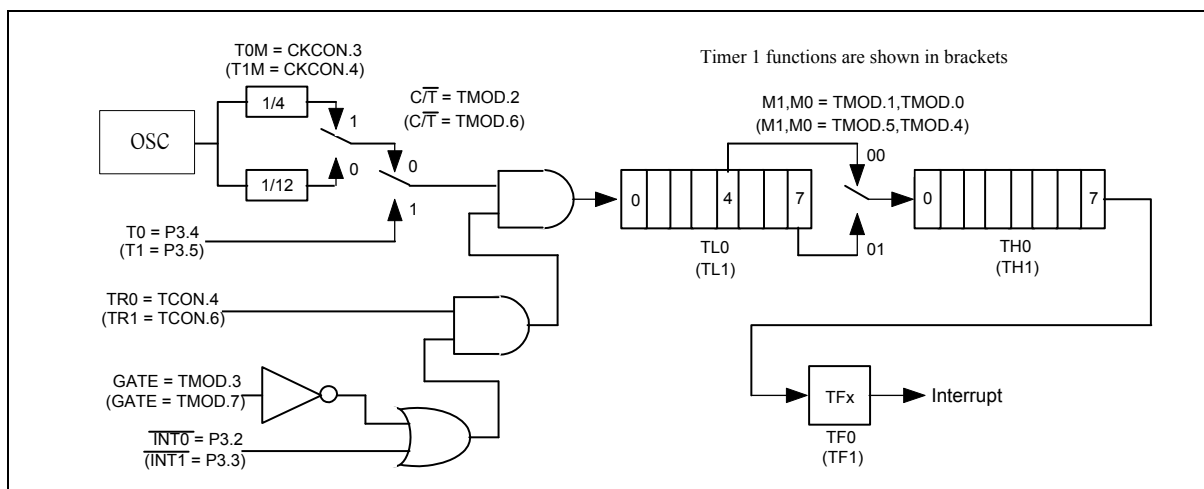 T0M = CKCON.3
(T1M = CKCON.4)
Timer 1 functions are shown in brackets
1/4
C/T̅ = TMOD.2
(C/T̅ = TMOD.6)
M1,M0 = TMOD.1,TMOD.0
(M1,M0 = TMOD.5,TMOD.4)
OSC
1
0
0
00
1/12
1
0
4
7
0
7
T0 = P3.4
(T1 = P3.5)
TL0
(TL1)
01
TH0
(TH1)
TR0 = TCON.4
(TR1 = TCON.6)
GATE = TMOD.3
(GATE = TMOD.7)
TFx
Interrupt
I̅N̅T̅0̅ = P3.2
(I̅N̅T̅1̅ = P3.3)
TF0
(TF1)